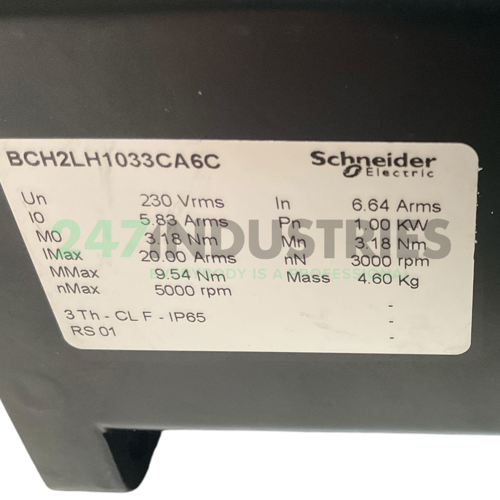 BCH2LH1033CA6C
Schneider
Electric
Un 230 Vrms In 6.64 Arms
I0 5.83 Arms Pn 1.00 KW
M0 3.18 Nm Mn 3.18 Nm
IMax 20.00 Arms nN 3000 rpm
MMax 9.54 Nm Mass 4.60 Kg
nMax 5000 rpm -
3 Th - CL F - IP65 -
RS 01 -
247INDUSTRIES